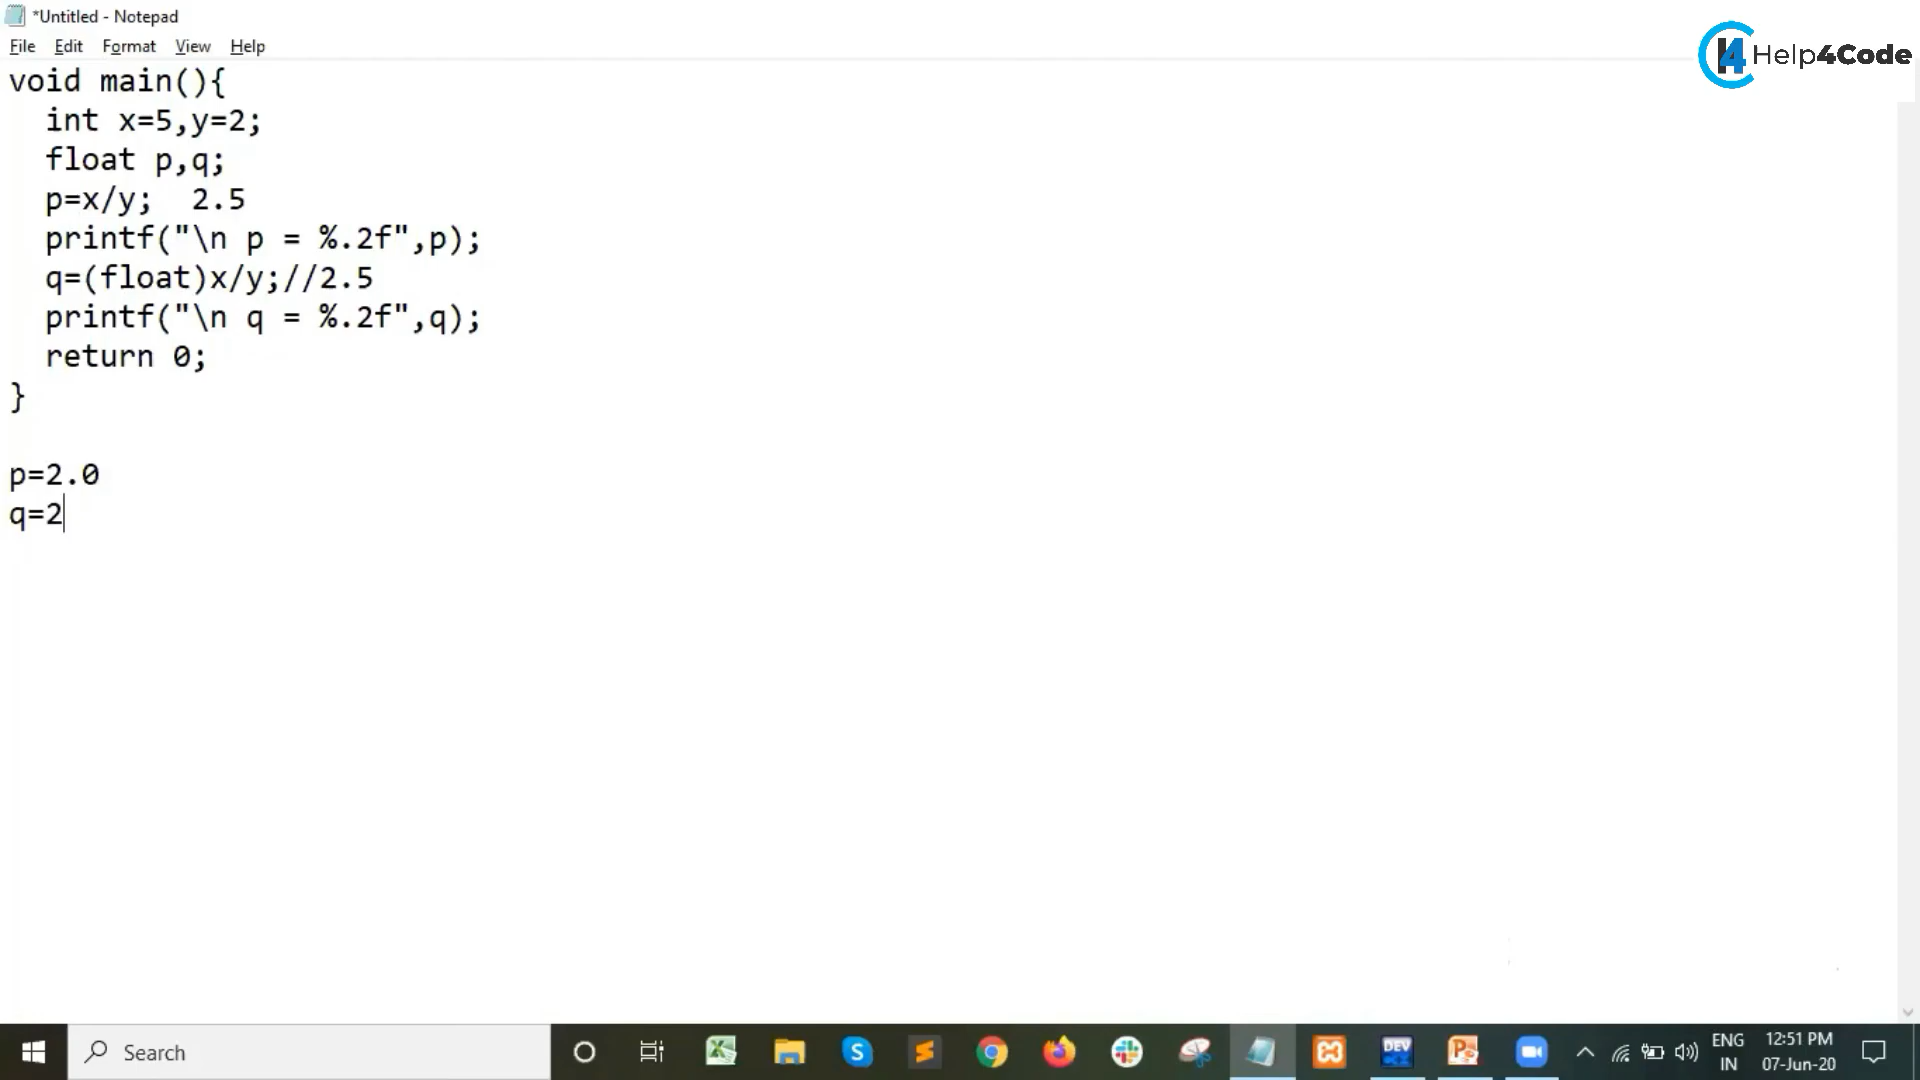 *Untitled - Notepad
File Edit Format View Help
Help4Code
void main(){
  int x=5,y=2;
  float p,q;
  p=x/y;  2.5
  printf("\n p = %.2f",p);
  q=(float)x/y;//2.5
  printf("\n q = %.2f",q);
  return 0;
}
p=2.0
q=2
Search
DEV
ENG
IN
12:51 PM
07-Jun-20